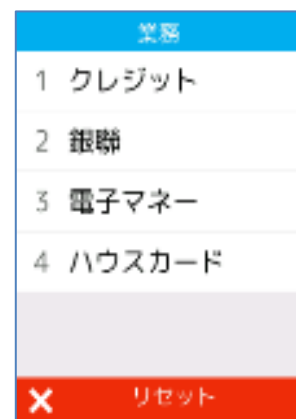 業務
1 クレジット
2 銀聯
3 電子マネー
4 ハウスカード
× リセット